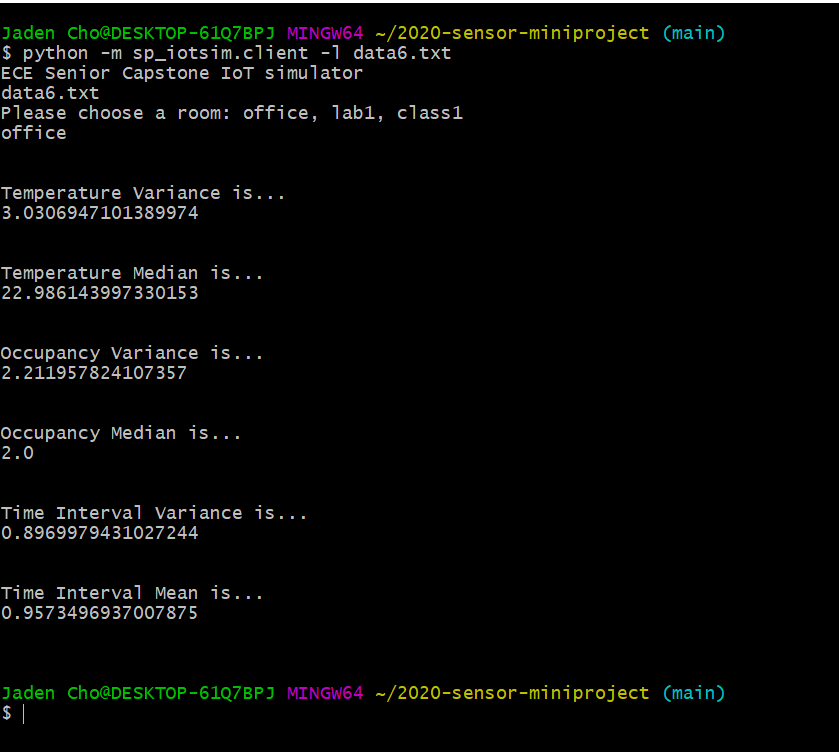 Jaden Cho@DESKTOP-61Q7BPJ MINGW64 ~/2020-sensor-miniproject (main)
$ python -m sp_iotsim.client -l data6.txt
ECE Senior Capstone IoT simulator
data6.txt
Please choose a room: office, lab1, class1
office
Temperature Variance is...
3.0306947101389974
Temperature Median is...
22.986143997330153
Occupancy Variance is...
2.211957824107357
Occupancy Median is...
2.0
Time Interval Variance is...
0.8969979431027244
Time Interval Mean is...
0.9573496937007875
Jaden Cho@DESKTOP-61Q7BPJ MINGW64 ~/2020-sensor-miniproject (main)
$